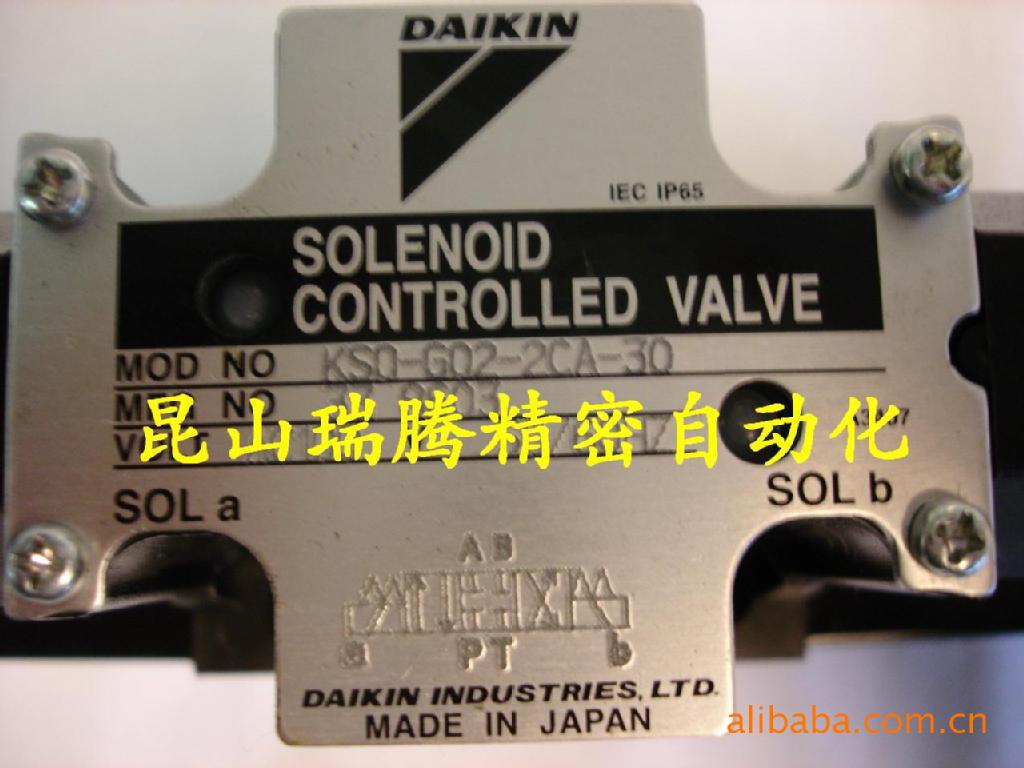 DAIKIN
IEC IP65
SOLENOID
CONTROLLED VALVE
MOD NO KSO-G02-2CA-30
NO
昆山瑞腾精密自动化
SOL a
SOL b
A B
a P T b
DAIKIN INDUSTRIES, LTD.
MADE IN JAPAN
alibaba.com.cn